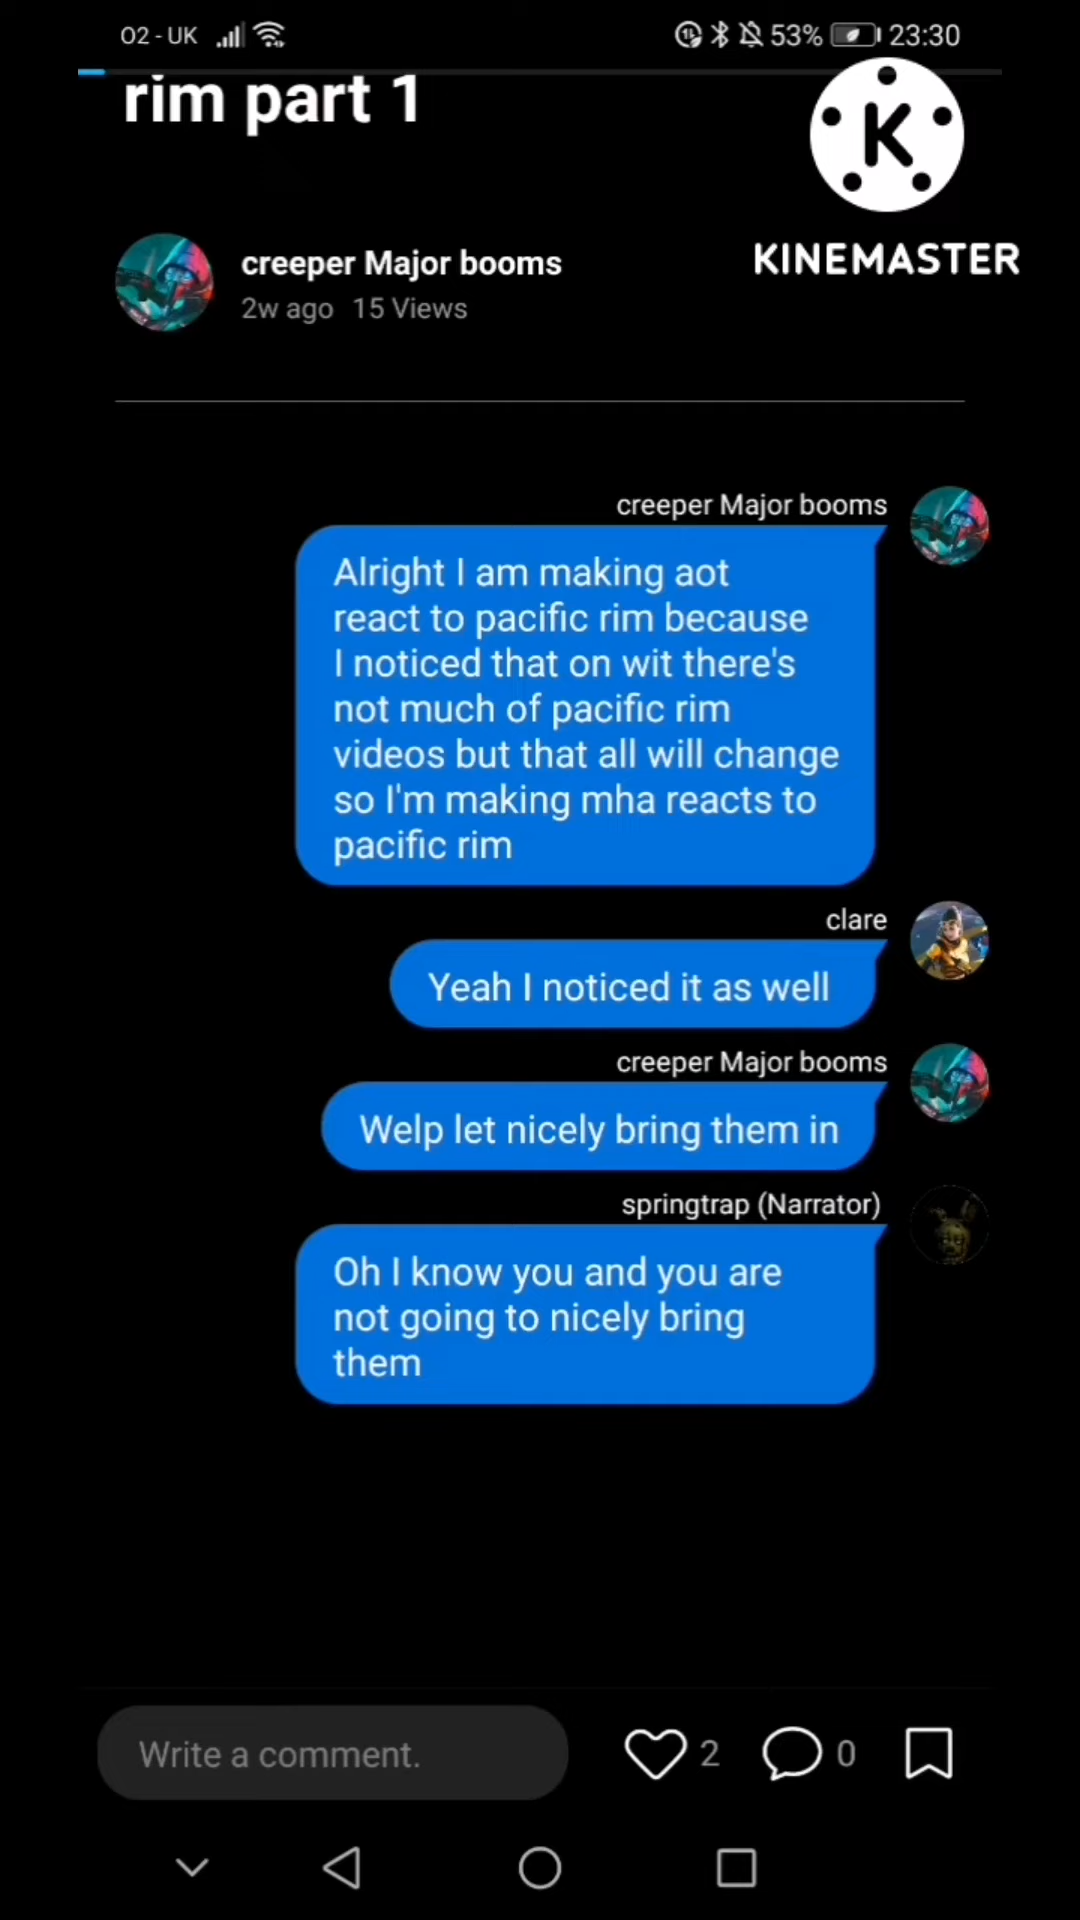 O2 - UK 53% 23:30
rim part 1
K
KINEMASTER
creeper Major booms
2w ago 15 Views
creeper Major booms
Alright I am making aot
react to pacific rim because
I noticed that on wit there's
not much of pacific rim
videos but that all will change
so I'm making mha reacts to
pacific rim
clare
Yeah I noticed it as well
creeper Major booms
Welp let nicely bring them in
springtrap (Narrator)
Oh I know you and you are
not going to nicely bring
them
Write a comment. 2 0